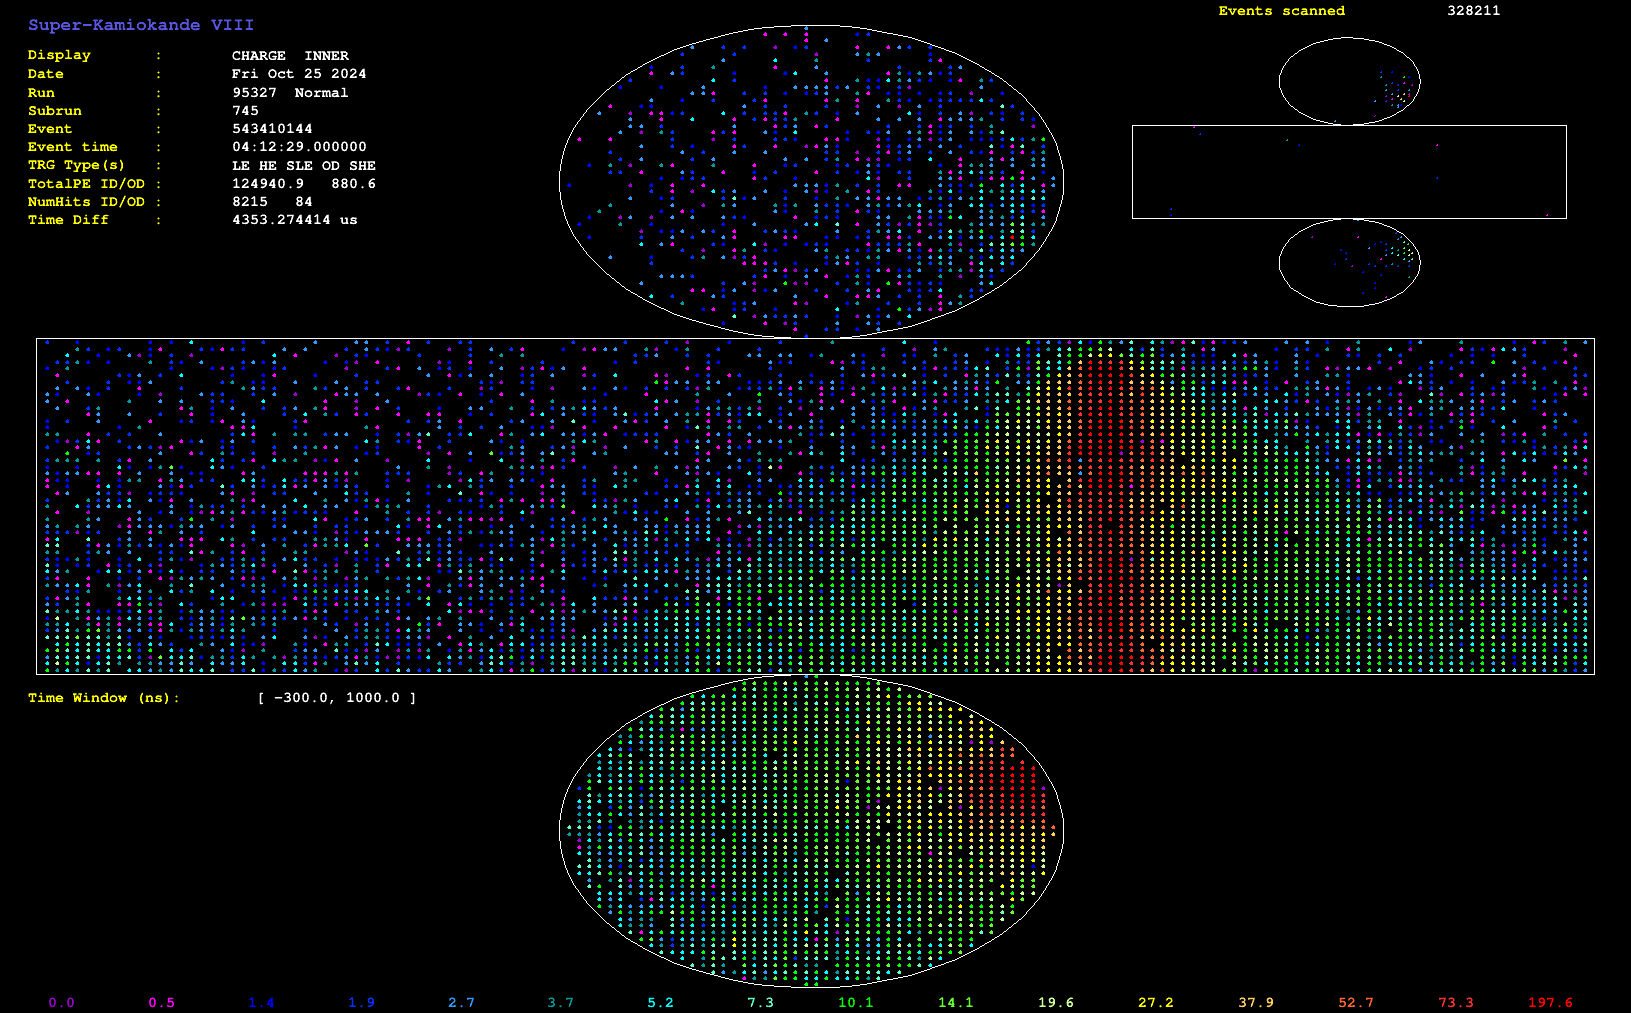 Super-Kamiokande VIII
Events scanned 328211
Display : CHARGE INNER
Date : Fri Oct 25 2024
Run : 95327 Normal
Subrun : 745
Event : 543410144
Event time : 04:12:29.000000
TRG Type(s) : LE HE SLE OD SHE
TotalPE ID/OD : 124940.9 880.6
NumHits ID/OD : 8215 84
Time Diff : 4353.274414 us
Time Window (ns): [ −300.0, 1000.0 ]
0.0 0.5 1.4 1.9 2.7 3.7 5.2 7.3 10.1 14.1 19.6 27.2 37.9 52.7 73.3 197.6